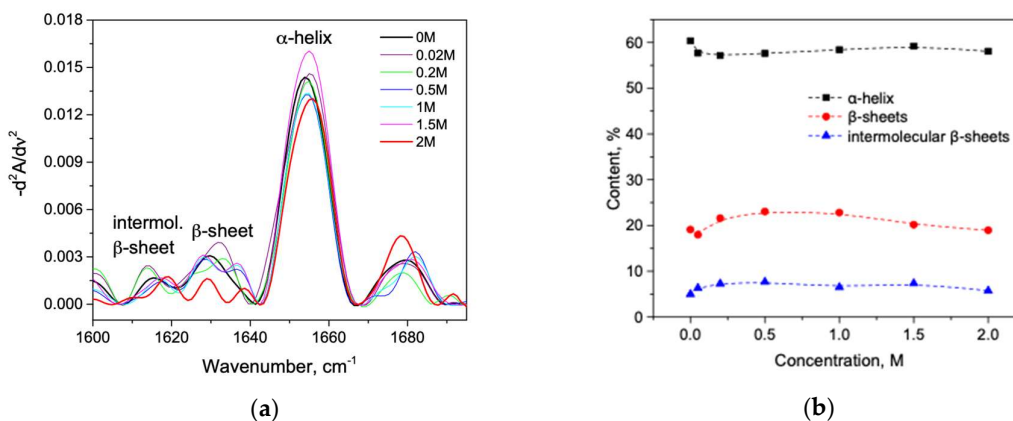 0.018
0.015
0.012
0.009
0.006
0.003
0.000
-d²A/dν²
α-helix
intermol.
β-sheet
β-sheet
0M
0.02M
0.2M
0.5M
1M
1.5M
2M
1600 1620 1640 1660 1680
Wavenumber, cm⁻¹
(a)
60
50
40
30
20
10
0
Content, %
α-helix
β-sheets
intermolecular β-sheets
0.0 0.5 1.0 1.5 2.0
Concentration, M
(b)